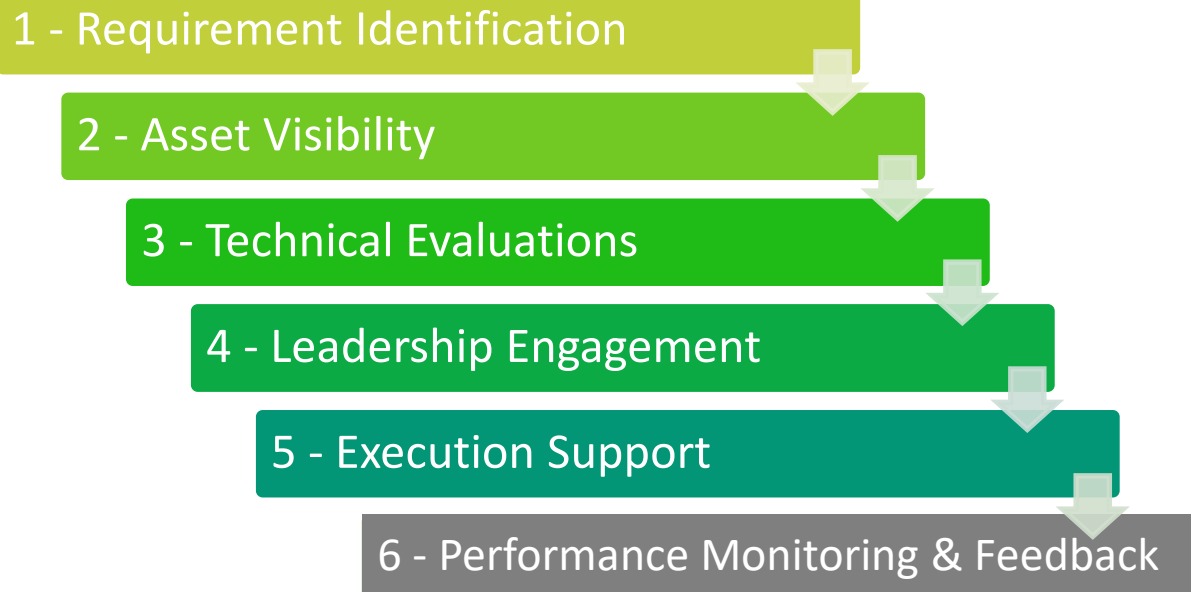 1 - Requirement Identification
2 - Asset Visibility
3 - Technical Evaluations
4 - Leadership Engagement
5 - Execution Support
6 - Performance Monitoring & Feedback